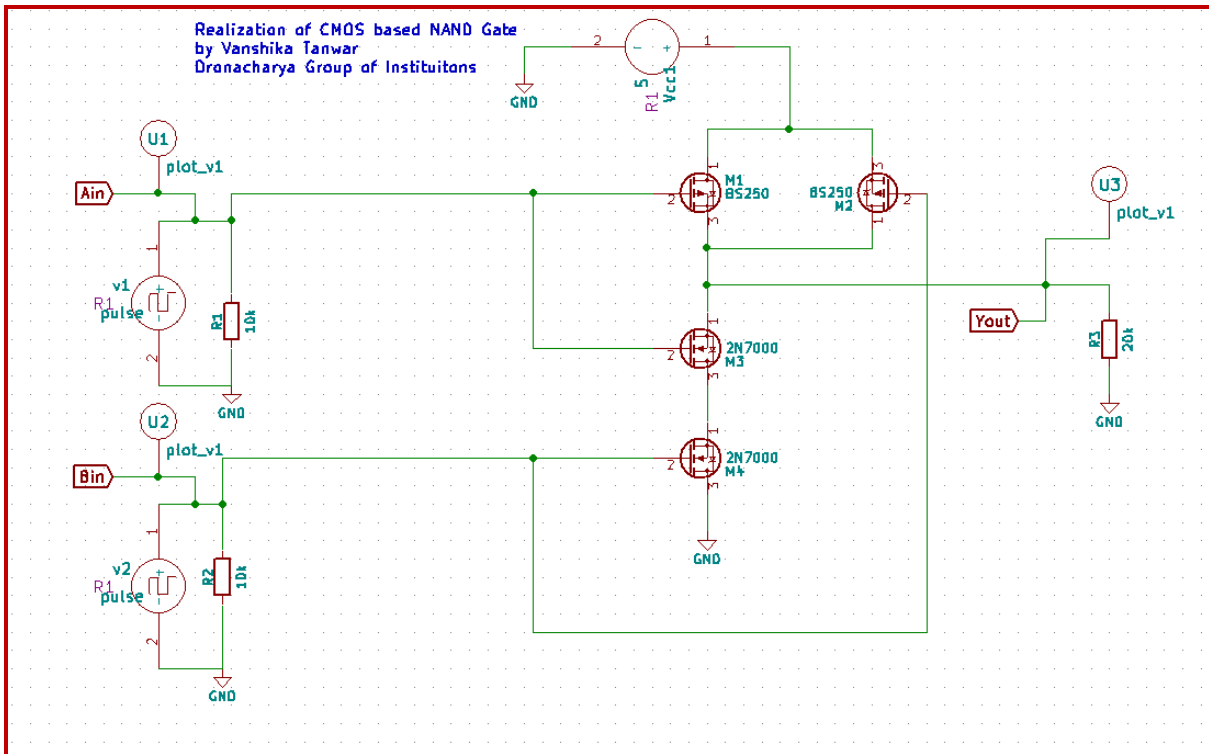 Realization of CMOS based NAND Gate
by Vanshika Tanwar
Dronacharya Group of Instituitons
2
1
- +
5
Vcc1
R1
GND
U1
plot_v1
Ain
1
v1
R1
pulse
+
-
2
R1
10k
GND
2
1
M1
BS250
3
3
BS250
M2
2
1
U3
plot_v1
Yout
R3
20k
GND
1
2
2N7000
M3
3
U2
plot_v1
Bin
1
v2
R1
pulse
+
-
2
R2
10k
GND
1
2
2N7000
M4
3
GND